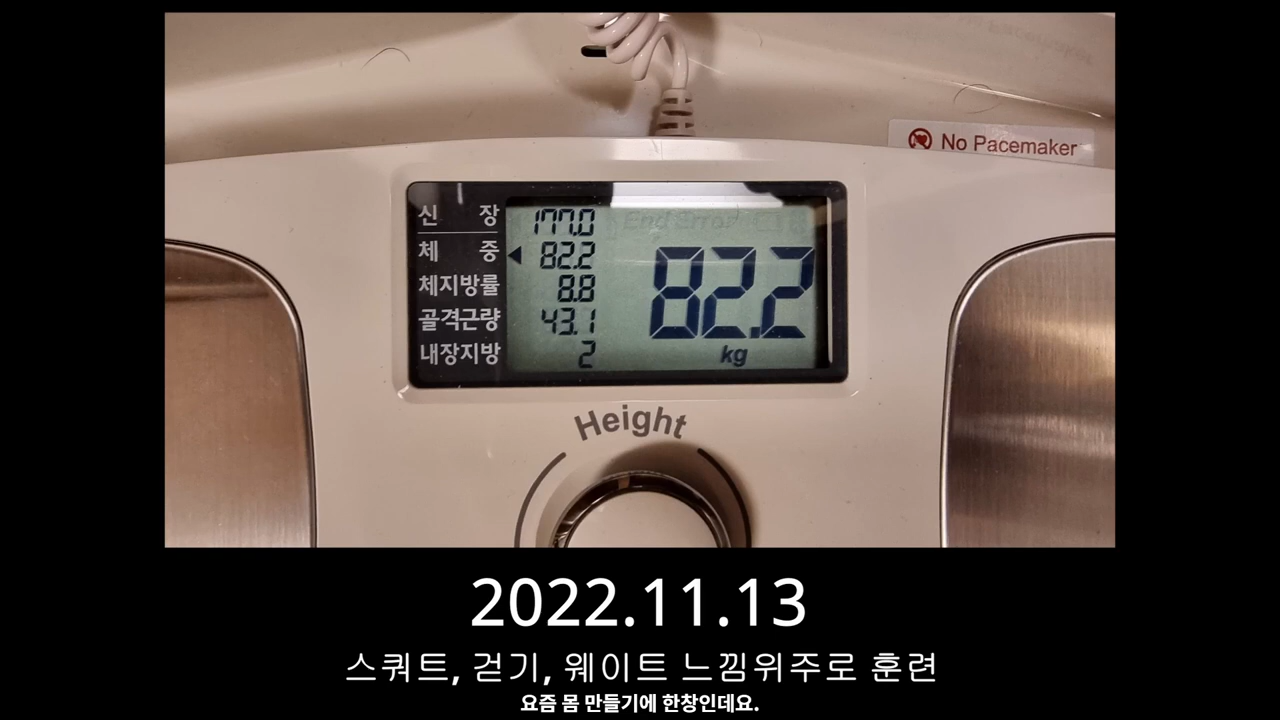 No Pacemaker
신 장 177.0
체 중 82.2
체지방률 8.8
골격근량 43.1
내장지방 2
End Error
82.2
kg
Height
2022.11.13
스쿼트, 걷기, 웨이트 느낌위주로 훈련
요즘 몸 만들기에 한창인데요.